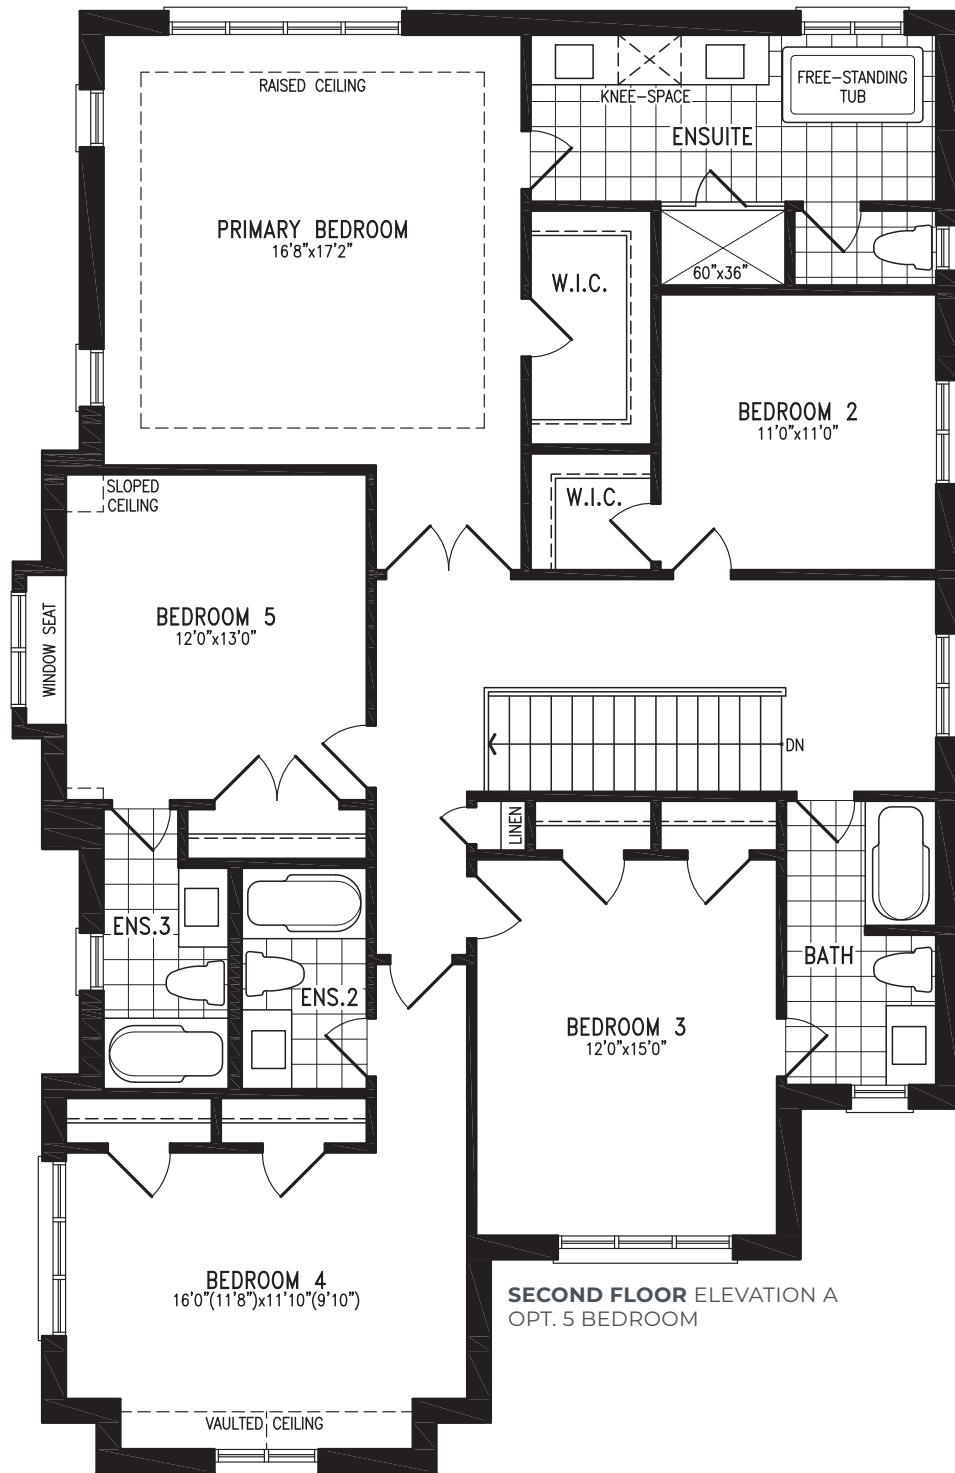 RAISED CEILING
KNEE-SPACE
FREE-STANDING
TUB
ENSUITE
PRIMARY BEDROOM
16'8"x17'2"
60"x36"
W.I.C.
BEDROOM 2
11'0"x11'0"
W.I.C.
SLOPED
CEILING
BEDROOM 5
12'0"x13'0"
WINDOW SEAT
DN
LINEN
ENS.3
ENS.2
BATH
BEDROOM 3
12'0"x15'0"
BEDROOM 4
16'0"(11'8")x11'10"(9'10")
SECOND FLOOR ELEVATION A
OPT. 5 BEDROOM
VAULTED CEILING